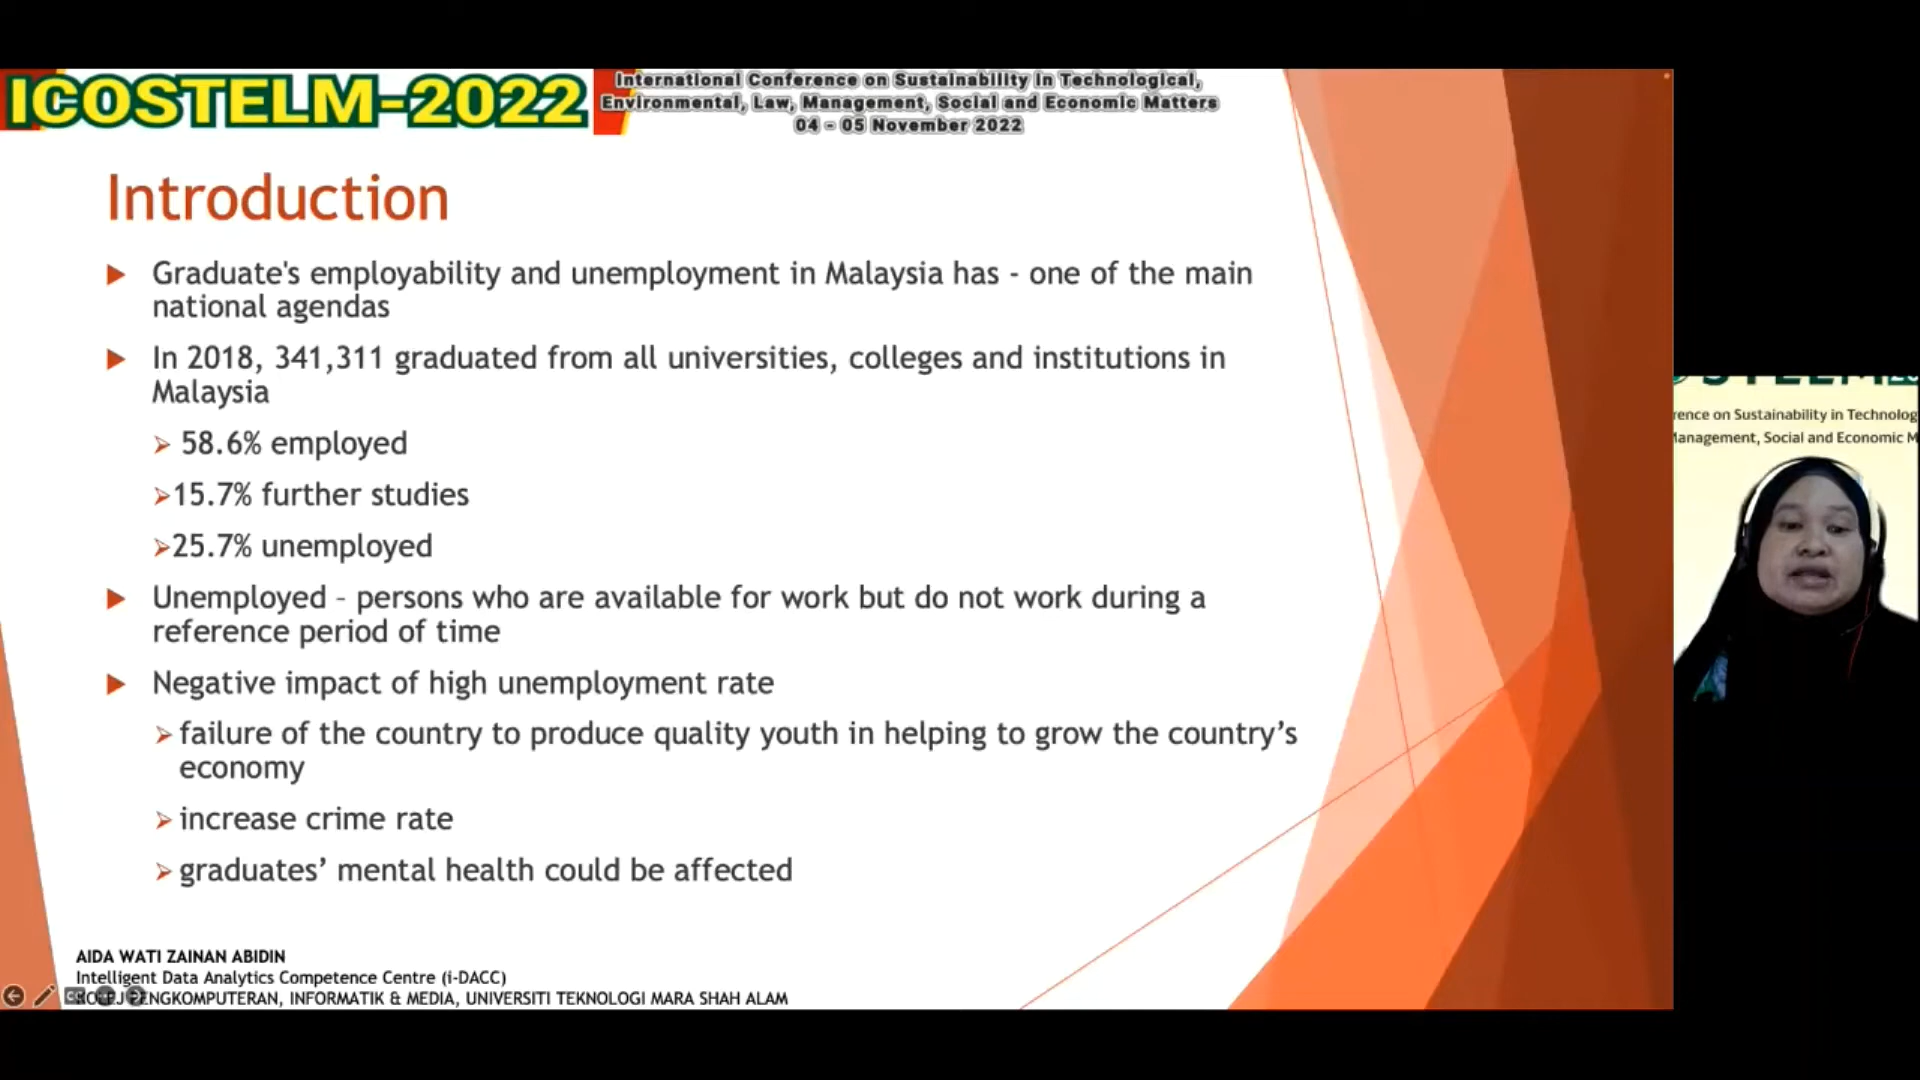 ICOSTELM-2022
International Conference on Sustainability in Technological,
Environmental, Law, Management, Social and Economic Matters
04 - 05 November 2022
Introduction
Graduate's employability and unemployment in Malaysia has - one of the main
national agendas
In 2018, 341,311 graduated from all universities, colleges and institutions in
Malaysia
58.6% employed
15.7% further studies
25.7% unemployed
Unemployed – persons who are available for work but do not work during a
reference period of time
Negative impact of high unemployment rate
failure of the country to produce quality youth in helping to grow the country’s
economy
increase crime rate
graduates’ mental health could be affected
AIDA WATI ZAINAN ABIDIN
Intelligent Data Analytics Competence Centre (i-DACC)
KOLEJ PENGKOMPUTERAN, INFORMATIK & MEDIA, UNIVERSITI TEKNOLOGI MARA SHAH ALAM
rence on Sustainability in Technolog
Management, Social and Economic M